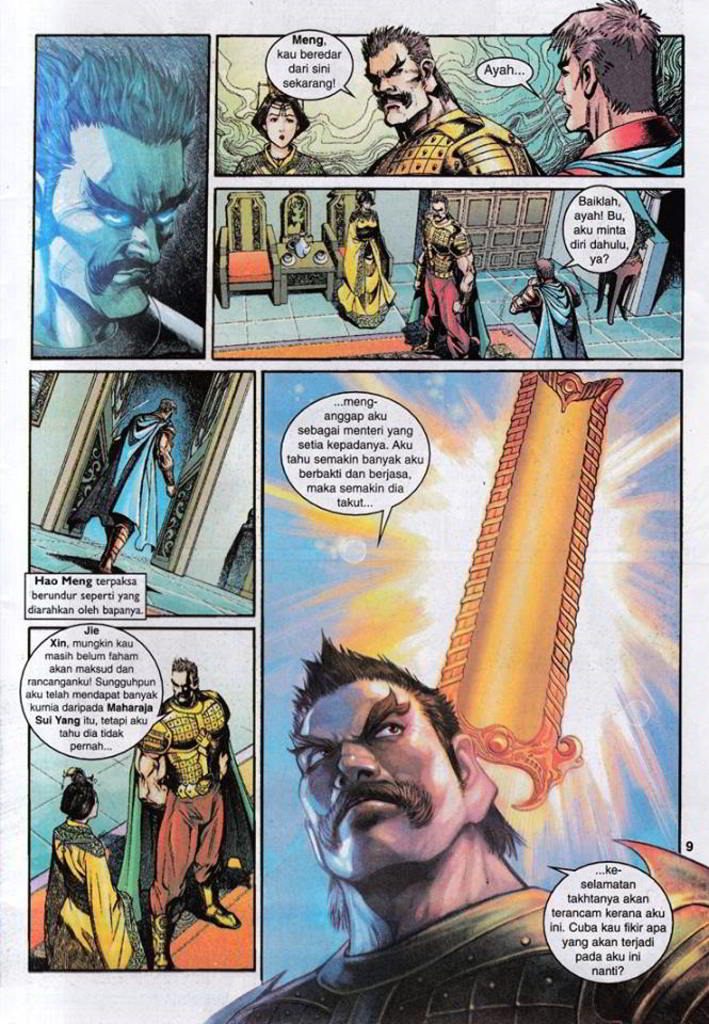 Meng,
kau beredar
dari sini
sekarang!
Ayah...
Baiklah,
ayah! Bu,
aku minta
diri dahulu,
ya?
Hao Meng terpaksa
berundur seperti yang
diarahkan oleh bapanya.
Jie
Xin, mungkin kau
masih belum faham
akan maksud dan
rancanganku! Sungguhpun
aku telah mendapat banyak
kurnia daripada Maharaja
Sui Yang itu, tetapi aku
tahu dia tidak
pernah...
...meng-
anggap aku
sebagai menteri yang
setia kepadanya. Aku
tahu semakin banyak aku
berbakti dan berjasa,
maka semakin dia
takut...
...ke-
selamatan
takhtanya akan
terancam kerana aku
ini. Cuba kau fikir apa
yang akan terjadi
pada aku ini
nanti?
9